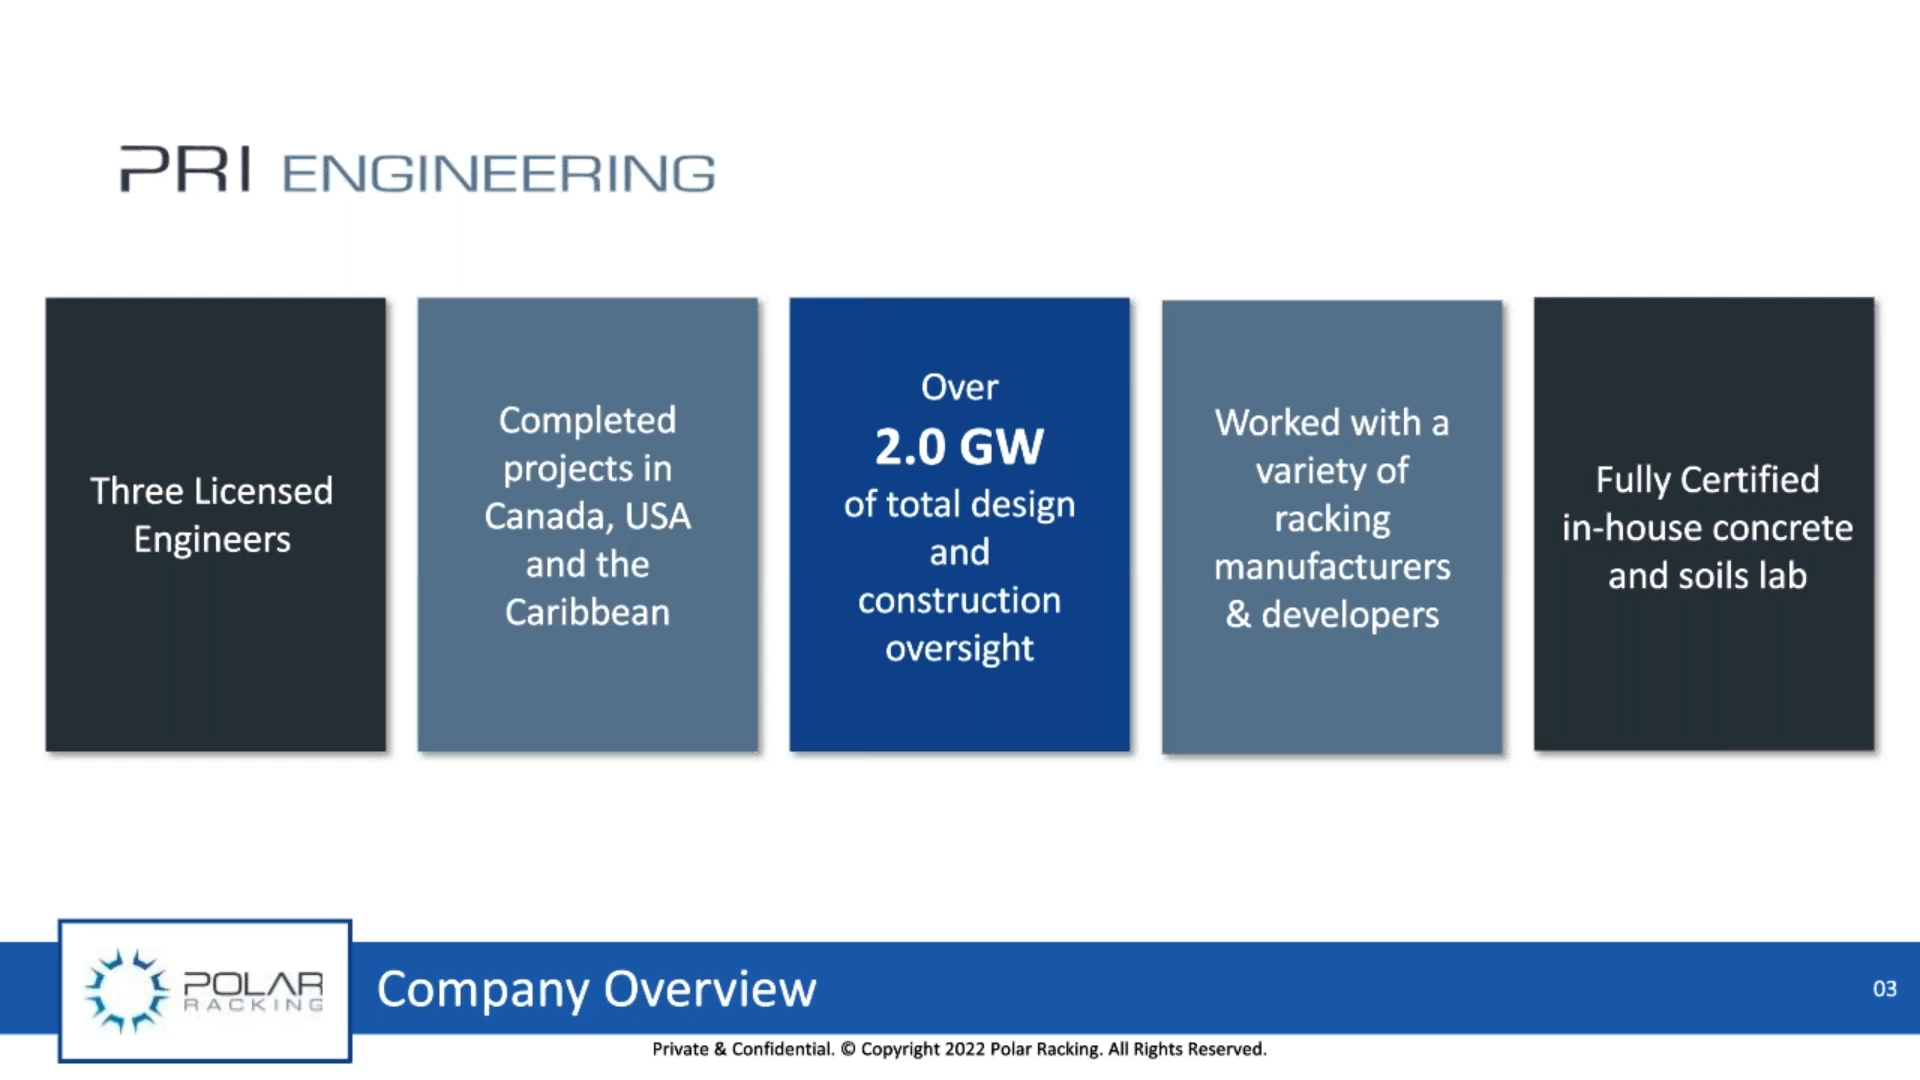 PRI ENGINEERING
Three Licensed
Engineers
Completed
projects in
Canada, USA
and the
Caribbean
Over
2.0 GW
of total design
and
construction
oversight
Worked with a
variety of
racking
manufacturers
& developers
Fully Certified
in-house concrete
and soils lab
POLAR
RACKING
Company Overview
03
Private & Confidential. © Copyright 2022 Polar Racking. All Rights Reserved.